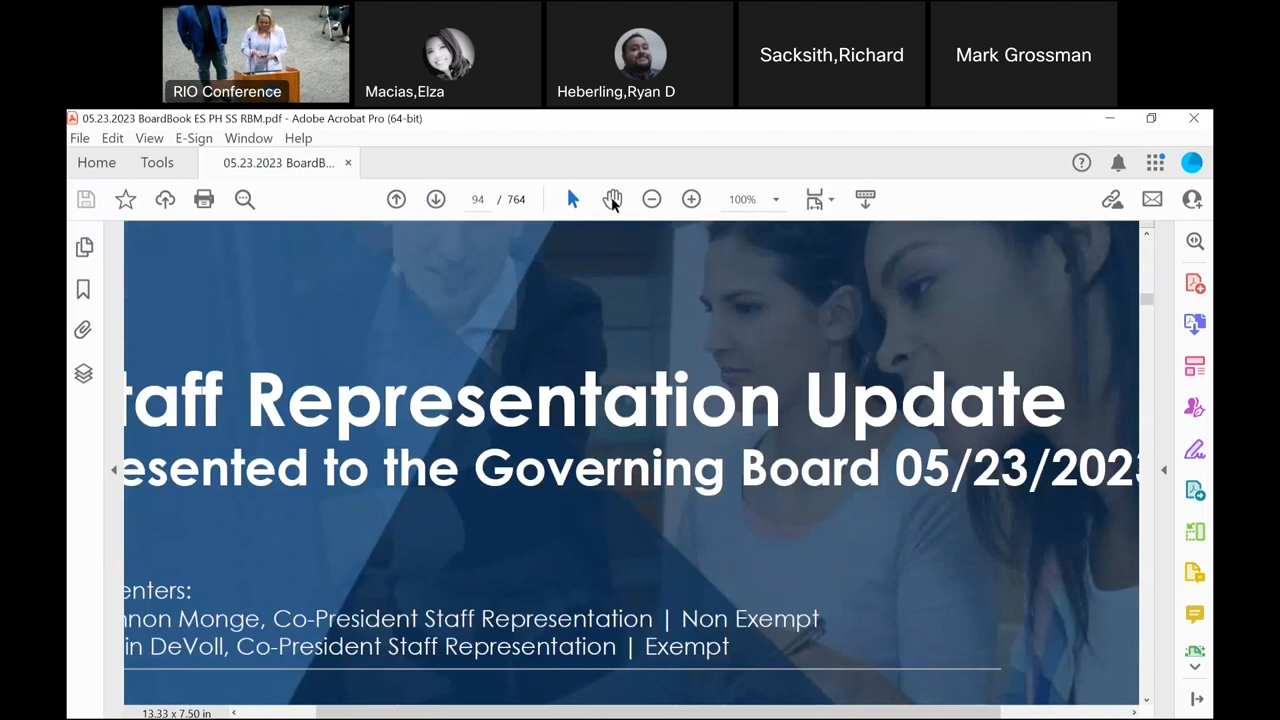 RIO Conference
Macias,Elza
Heberling,Ryan D
Sacksith,Richard
Mark Grossman
05.23.2023 BoardBook ES PH SS RBM.pdf - Adobe Acrobat Pro (64-bit)
File Edit View E-Sign Window Help
Home Tools 05.23.2023 BoardB... ×
94 / 764 100%
taff Representation Update
esented to the Governing Board 05/23/2023
enters:
nnon Monge, Co-President Staff Representation | Non Exempt
in DeVoll, Co-President Staff Representation | Exempt
13.33 x 7.50 in